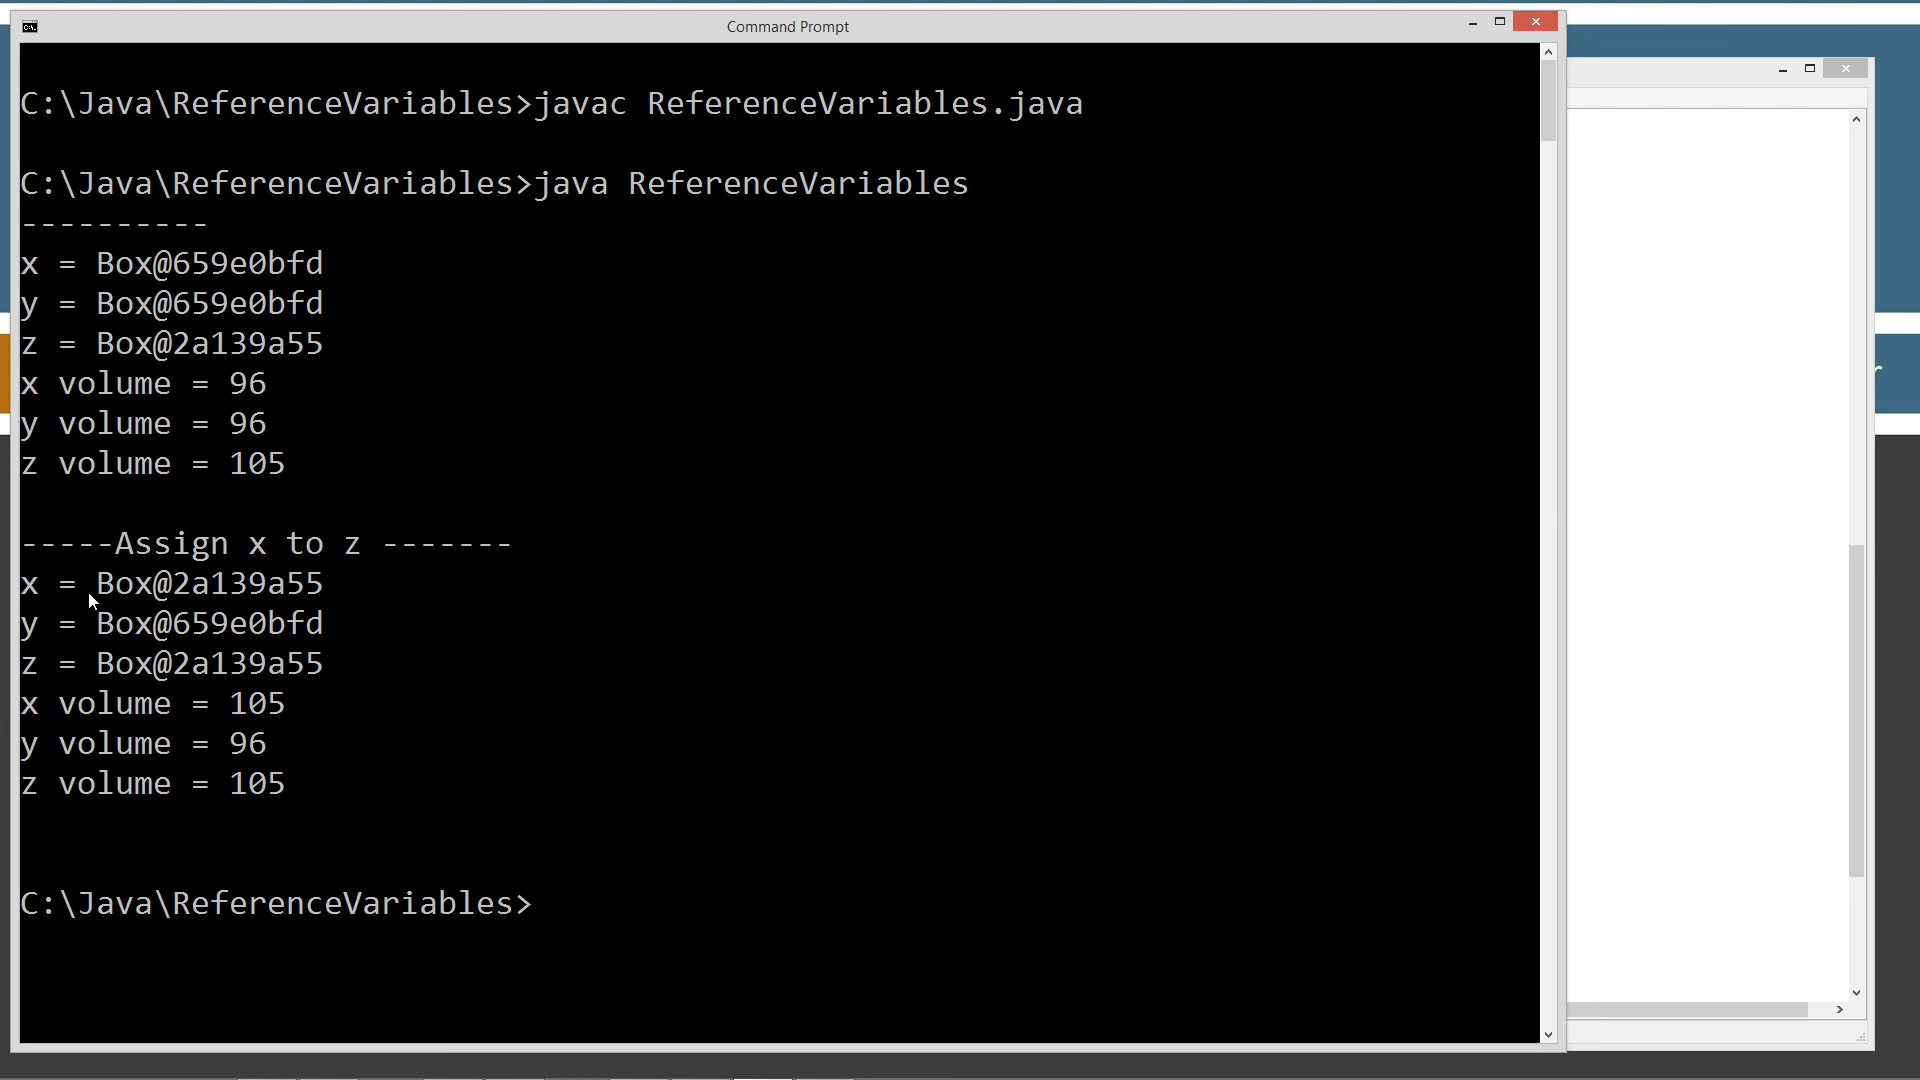 Command Prompt
C:\Java\ReferenceVariables>javac ReferenceVariables.java
C:\Java\ReferenceVariables>java ReferenceVariables
----------
x = Box@659e0bfd
y = Box@659e0bfd
z = Box@2a139a55
x volume = 96
y volume = 96
z volume = 105
-----Assign x to z -------
x = Box@2a139a55
y = Box@659e0bfd
z = Box@2a139a55
x volume = 105
y volume = 96
z volume = 105
C:\Java\ReferenceVariables>